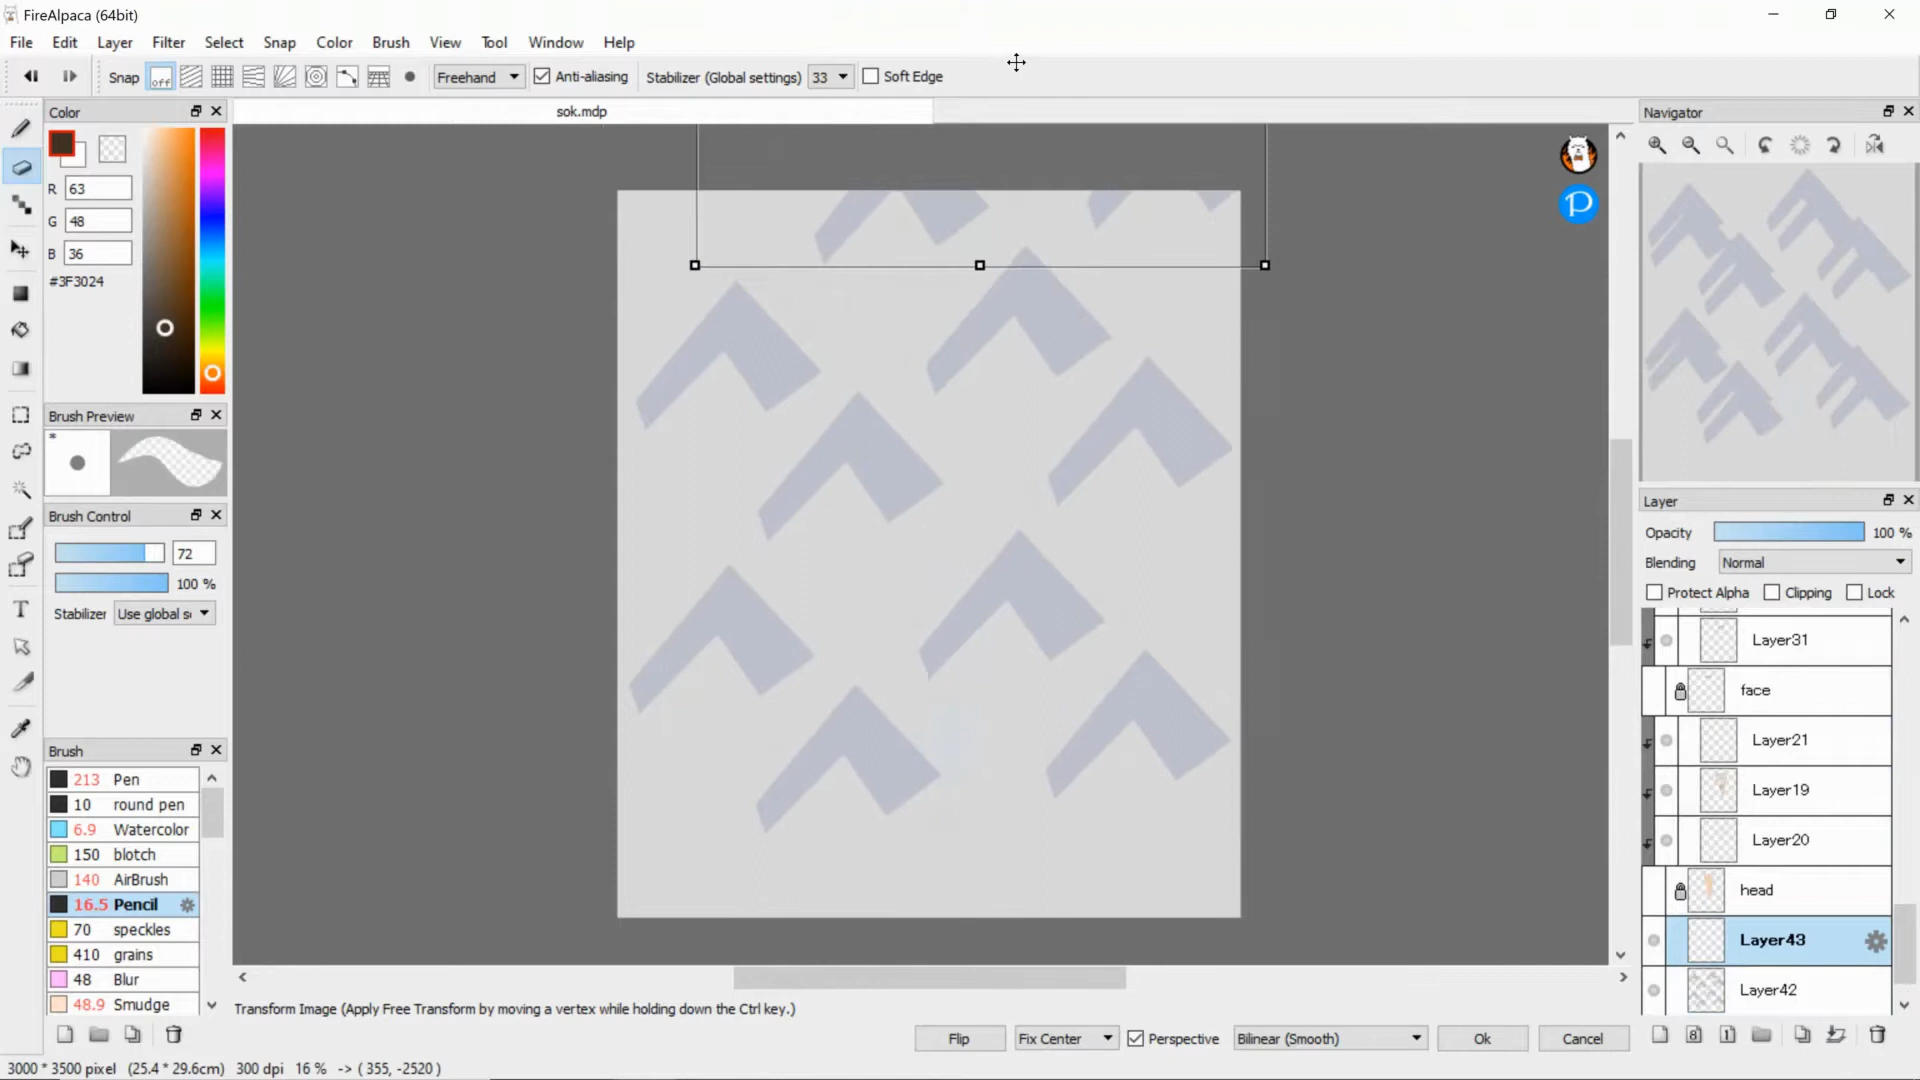 FireAlpaca (64bit)
File Edit Layer Filter Select Snap Color Brush View Tool Window Help
Snap off Freehand Anti-aliasing Stabilizer (Global settings) 33 Soft Edge
Color
sok.mdp
Navigator
R 63
G 48
B 36
#3F3024
Brush Preview
*
Brush Control
72
100 %
Stabilizer Use global s
Brush
213 Pen
10 round pen
6.9 Watercolor
150 blotch
140 AirBrush
16.5 Pencil
70 speckles
410 grains
48 Blur
48.9 Smudge
P
Layer
Opacity 100 %
Blending Normal
Protect Alpha Clipping Lock
Layer31
face
Layer21
Layer19
Layer20
head
Layer43
Layer42
Transform Image (Apply Free Transform by moving a vertex while holding down the Ctrl key.)
Flip Fix Center Perspective Bilinear (Smooth) Ok Cancel
3000 * 3500 pixel (25.4 * 29.6cm) 300 dpi 16 % -> ( 355, -2520 )